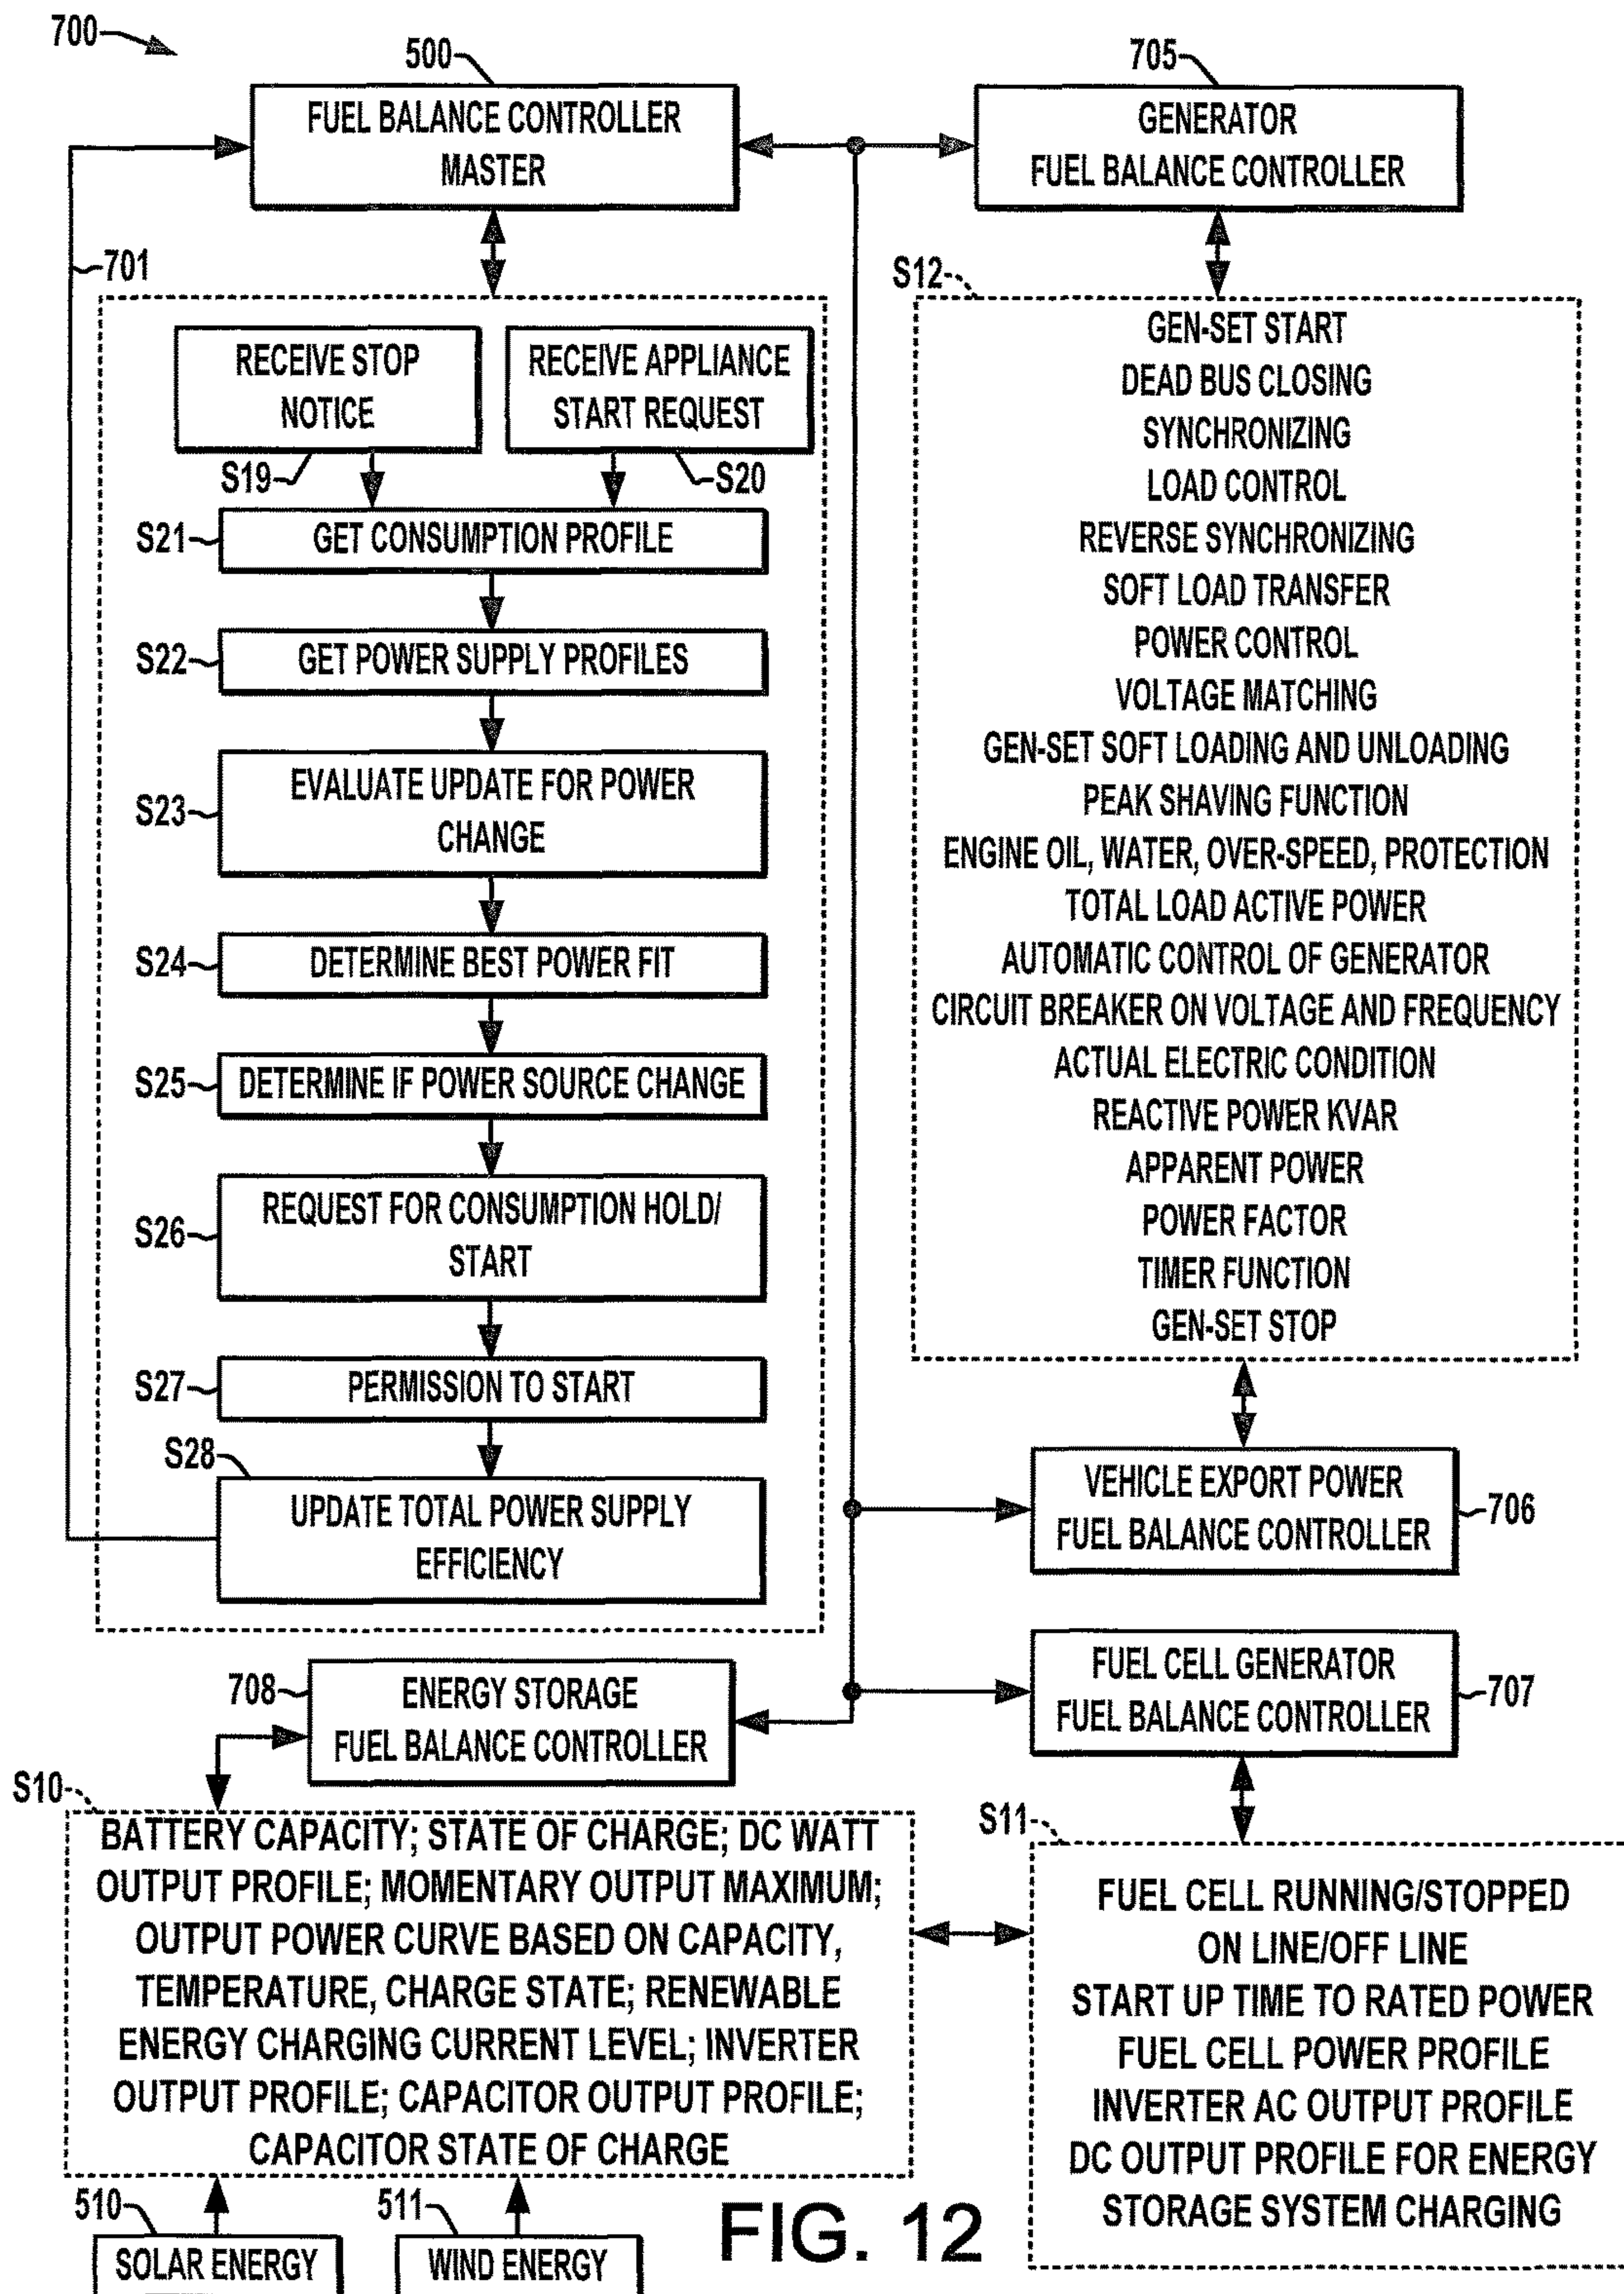 700
500
FUEL BALANCE CONTROLLER
MASTER
705
GENERATOR
FUEL BALANCE CONTROLLER
701
RECEIVE STOP
NOTICE
S19
RECEIVE APPLIANCE
START REQUEST
S20
S21
GET CONSUMPTION PROFILE
S22
GET POWER SUPPLY PROFILES
S23
EVALUATE UPDATE FOR POWER
CHANGE
S24
DETERMINE BEST POWER FIT
S25
DETERMINE IF POWER SOURCE CHANGE
S26
REQUEST FOR CONSUMPTION HOLD/
START
S27
PERMISSION TO START
S28
UPDATE TOTAL POWER SUPPLY
EFFICIENCY
S12
GEN-SET START
DEAD BUS CLOSING
SYNCHRONIZING
LOAD CONTROL
REVERSE SYNCHRONIZING
SOFT LOAD TRANSFER
POWER CONTROL
VOLTAGE MATCHING
GEN-SET SOFT LOADING AND UNLOADING
PEAK SHAVING FUNCTION
ENGINE OIL, WATER, OVER-SPEED, PROTECTION
TOTAL LOAD ACTIVE POWER
AUTOMATIC CONTROL OF GENERATOR
CIRCUIT BREAKER ON VOLTAGE AND FREQUENCY
ACTUAL ELECTRIC CONDITION
REACTIVE POWER KVAR
APPARENT POWER
POWER FACTOR
TIMER FUNCTION
GEN-SET STOP
VEHICLE EXPORT POWER
FUEL BALANCE CONTROLLER
706
FUEL CELL GENERATOR
FUEL BALANCE CONTROLLER
707
708
ENERGY STORAGE
FUEL BALANCE CONTROLLER
S10
BATTERY CAPACITY; STATE OF CHARGE; DC WATT
OUTPUT PROFILE; MOMENTARY OUTPUT MAXIMUM;
OUTPUT POWER CURVE BASED ON CAPACITY,
TEMPERATURE, CHARGE STATE; RENEWABLE
ENERGY CHARGING CURRENT LEVEL; INVERTER
OUTPUT PROFILE; CAPACITOR OUTPUT PROFILE;
CAPACITOR STATE OF CHARGE
S11
FUEL CELL RUNNING/STOPPED
ON LINE/OFF LINE
START UP TIME TO RATED POWER
FUEL CELL POWER PROFILE
INVERTER AC OUTPUT PROFILE
DC OUTPUT PROFILE FOR ENERGY
STORAGE SYSTEM CHARGING
510
SOLAR ENERGY
511
WIND ENERGY
FIG. 12